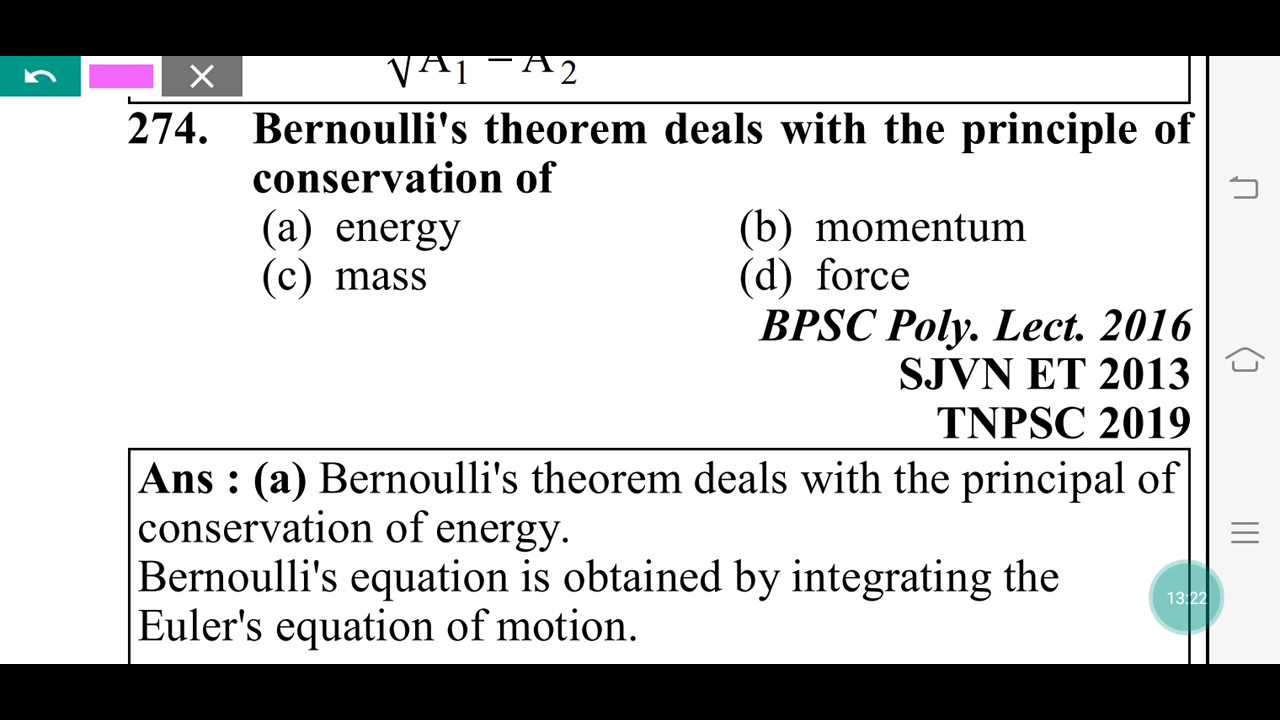 √A₁ − A₂
274. Bernoulli's theorem deals with the principle of
conservation of
(a) energy (b) momentum
(c) mass (d) force
BPSC Poly. Lect. 2016
SJVN ET 2013
TNPSC 2019
Ans : (a) Bernoulli's theorem deals with the principal of
conservation of energy.
Bernoulli's equation is obtained by integrating the
Euler's equation of motion.
13:22